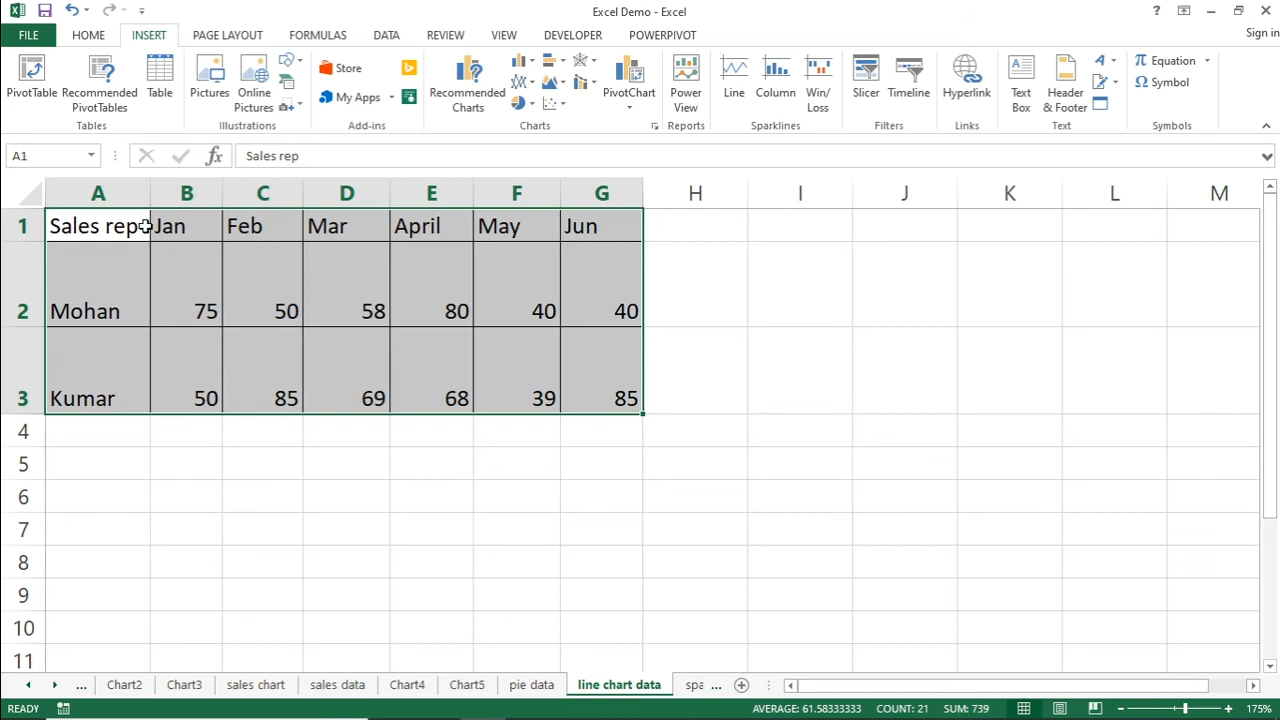 Excel Demo - Excel
?
FILE HOME INSERT PAGE LAYOUT FORMULAS DATA REVIEW VIEW DEVELOPER POWERPIVOT Sign in
PivotTable Recommended PivotTables Table Pictures Online Pictures Store My Apps Recommended Charts PivotChart Power View Line Column Win/Loss Slicer Timeline Hyperlink Text Box Header & Footer Equation Symbol
Tables Illustrations Add-ins Charts Reports Sparklines Filters Links Text Symbols
A1 fx Sales rep
A B C D E F G H I J K L M
1 Sales rep Jan Feb Mar April May Jun
2 Mohan 75 50 58 80 40 40
3 Kumar 50 85 69 68 39 85
4
5
6
7
8
9
10
11
... Chart2 Chart3 sales chart sales data Chart4 Chart5 pie data line chart data spa ...
READY AVERAGE: 61.58333333 COUNT: 21 SUM: 739 175%